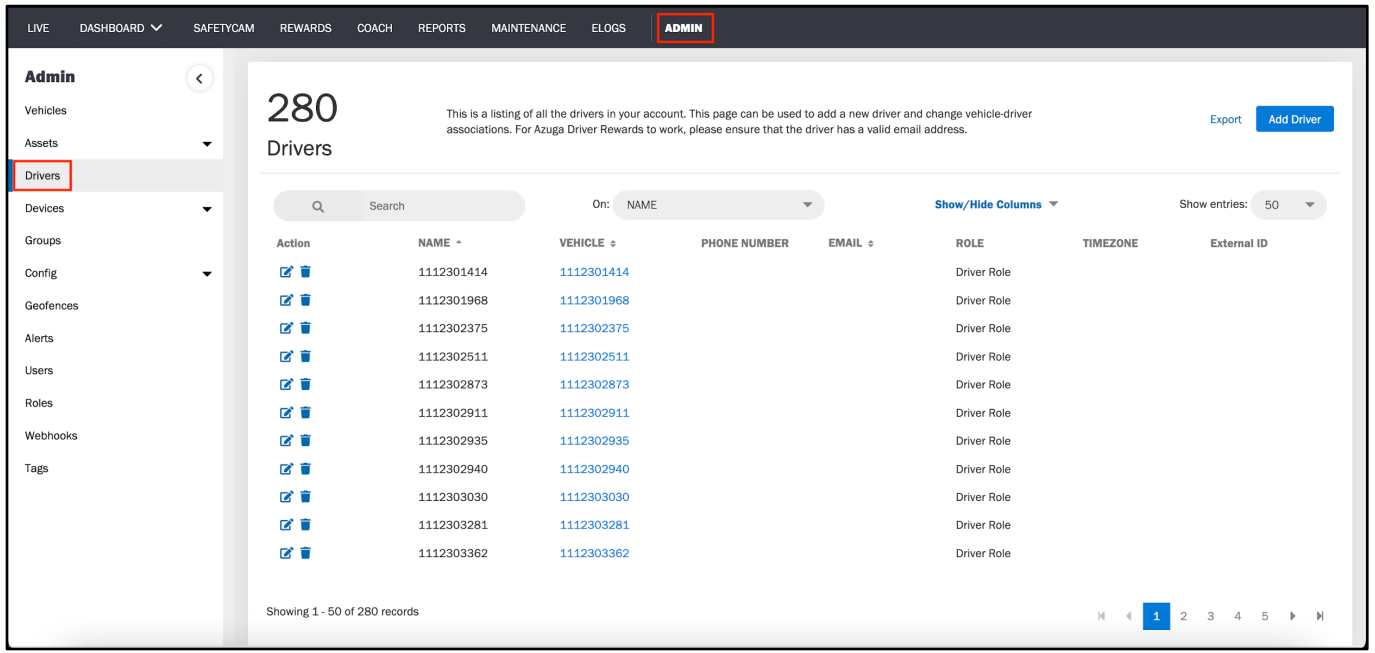 LIVE DASHBOARD SAFETYCAM REWARDS COACH REPORTS MAINTENANCE ELOGS ADMIN
Admin
Vehicles
Assets
Drivers
Devices
Groups
Config
Geofences
Alerts
Users
Roles
Webhooks
Tags
280
Drivers
This is a listing of all the drivers in your account. This page can be used to add a new driver and change vehicle-driver
associations. For Azuga Driver Rewards to work, please ensure that the driver has a valid email address.
Export Add Driver
Search On: NAME Show/Hide Columns Show entries: 50
Action NAME VEHICLE PHONE NUMBER EMAIL ROLE TIMEZONE External ID
1112301414 1112301414 Driver Role
1112301968 1112301968 Driver Role
1112302375 1112302375 Driver Role
1112302511 1112302511 Driver Role
1112302873 1112302873 Driver Role
1112302911 1112302911 Driver Role
1112302935 1112302935 Driver Role
1112302940 1112302940 Driver Role
1112303030 1112303030 Driver Role
1112303281 1112303281 Driver Role
1112303362 1112303362 Driver Role
Showing 1 - 50 of 280 records
1 2 3 4 5